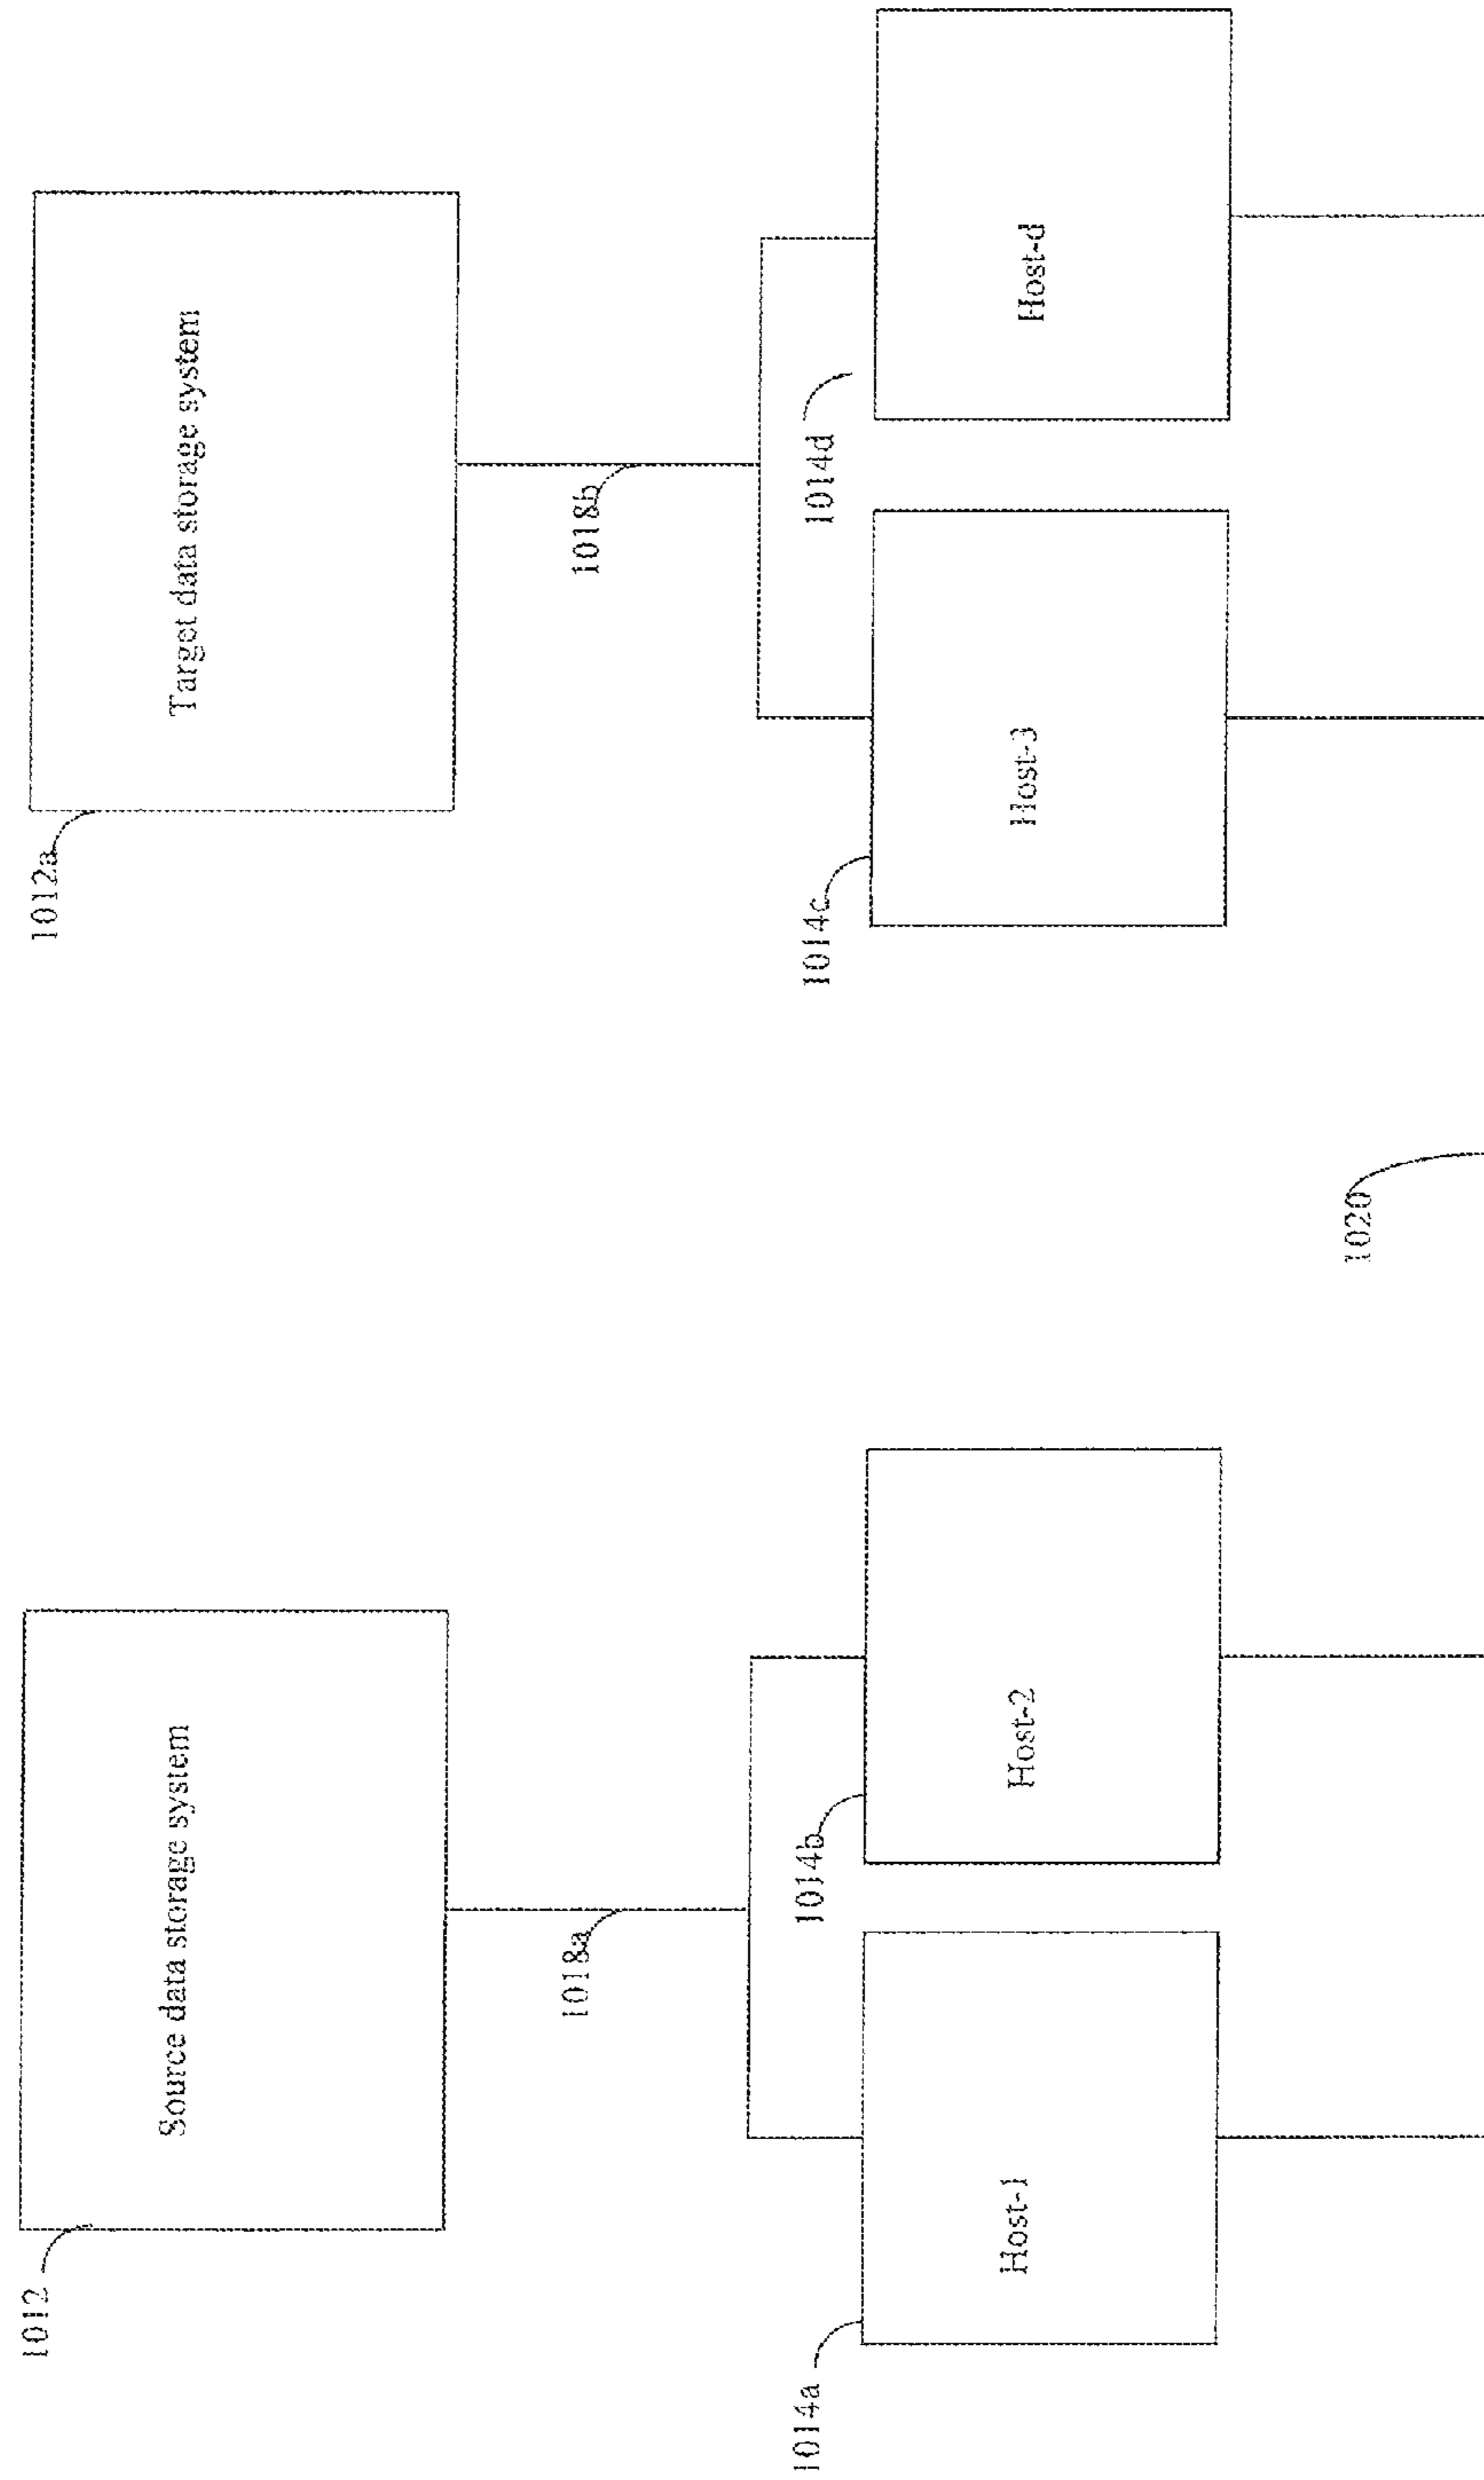 1012
Source data storage system
1012a
Target data storage system
1018a
1018b
1014a
1014b
1014c
1014d
Host-1
Host-2
Host-3
Host-d
1020